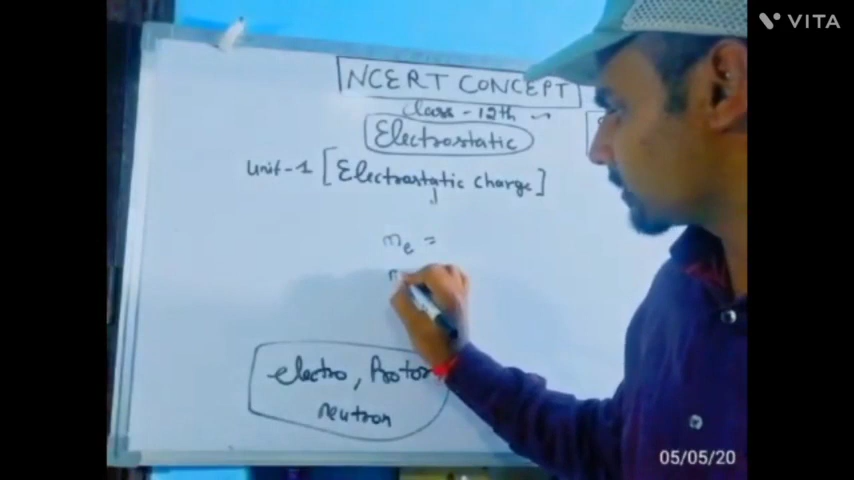 VITA
NCERT CONCEPT
Class - 12th
Electrostatic
Unit-1 [Electrostatic charge]
me =
electro, Proton
neutron
05/05/20